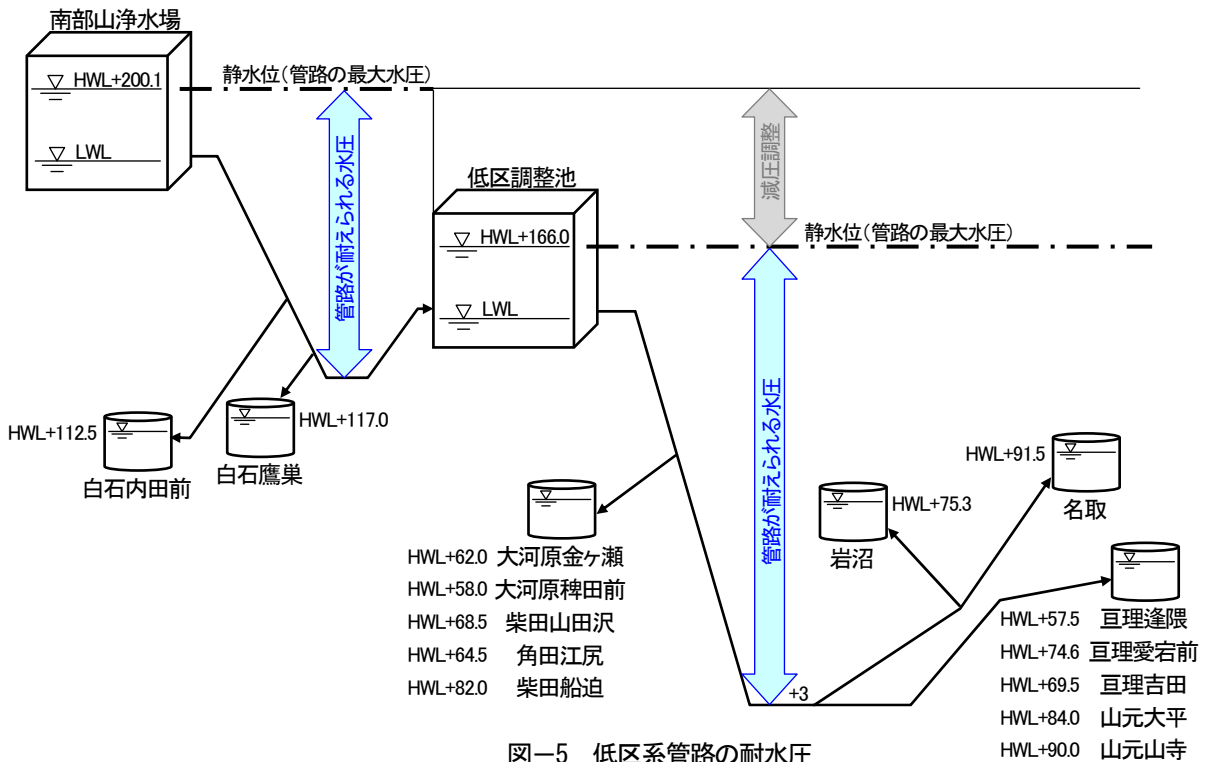 南部山浄水場
HWL+200.1
LWL
静水位（管路の最大水圧）
管路が耐えられる水圧
減圧調整
低区調整池
HWL+166.0
LWL
静水位（管路の最大水圧）
管路が耐えられる水圧
HWL+112.5
白石内田前
HWL+117.0
白石鷹巣
HWL+62.0 大河原金ヶ瀬
HWL+58.0 大河原稗田前
HWL+68.5 柴田山田沢
HWL+64.5 角田江尻
HWL+82.0 柴田船迫
+3
HWL+75.3
岩沼
HWL+91.5
名取
HWL+57.5 亘理逢隈
HWL+74.6 亘理愛宕前
HWL+69.5 亘理吉田
HWL+84.0 山元大平
HWL+90.0 山元山寺
図－5 低区系管路の耐水圧